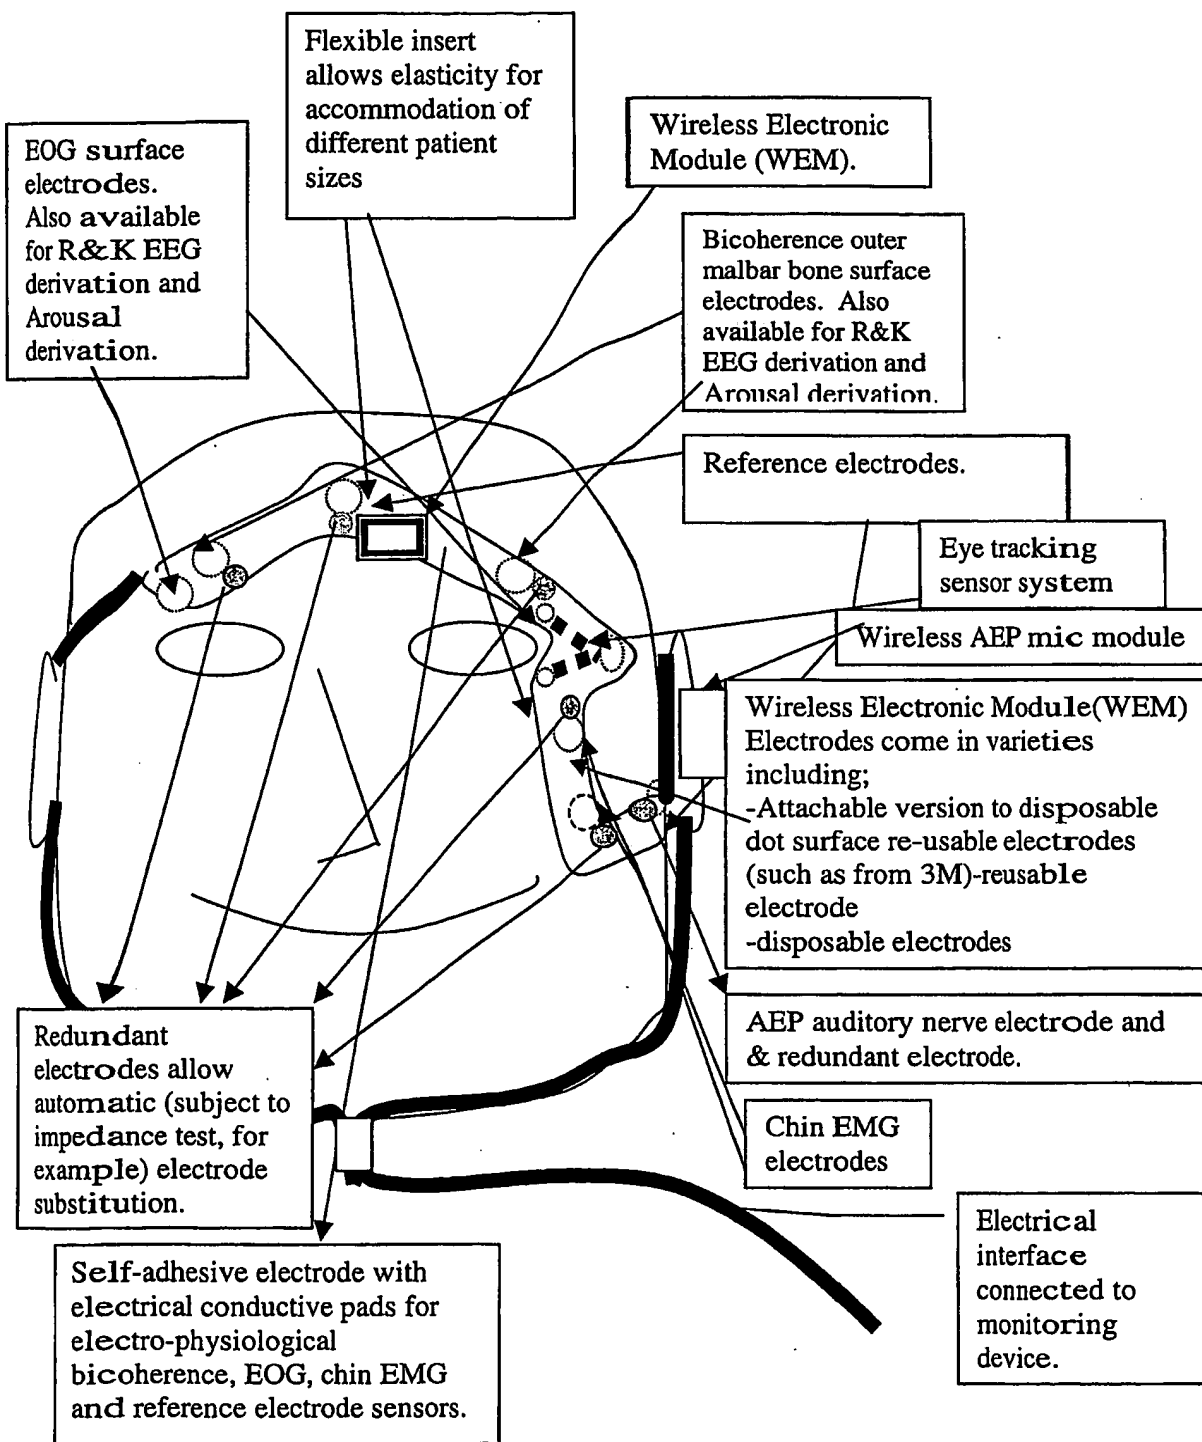 Flexible insert
allows elasticity for
accommodation of
different patient
sizes
Wireless Electronic
Module (WEM).
EOG surface
electrodes.
Also available
for R&K EEG
derivation and
Arousal
derivation.
Bicoherence outer
malbar bone surface
electrodes. Also
available for R&K
EEG derivation and
Arousal derivation.
Reference electrodes.
Eye tracking
sensor system
Wireless AEP mic module
Wireless Electronic Module(WEM)
Electrodes come in varieties
including;
-Attachable version to disposable
dot surface re-usable electrodes
(such as from 3M)-reusable
electrode
-disposable electrodes
AEP auditory nerve electrode and
& redundant electrode.
Redundant
electrodes allow
automatic (subject to
impedance test, for
example) electrode
substitution.
Chin EMG
electrodes
Electrical
interface
connected to
monitoring
device.
Self-adhesive electrode with
electrical conductive pads for
electro-physiological
bicoherence, EOG, chin EMG
and reference electrode sensors.